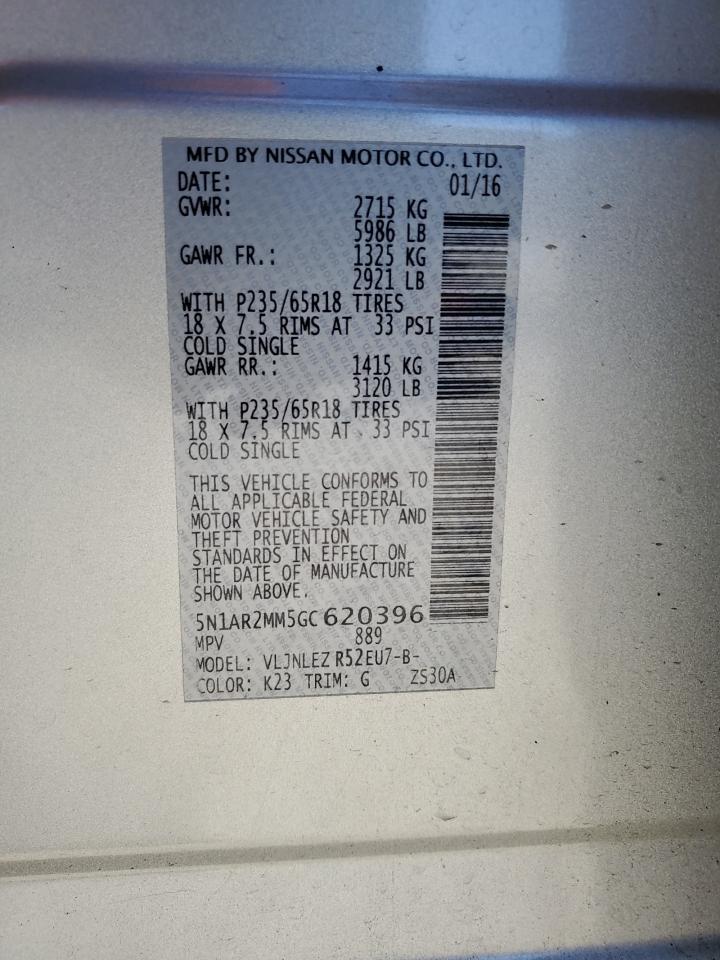 MFD BY NISSAN MOTOR CO., LTD.
DATE: 01/16
GVWR: 2715 KG
5986 LB
GAWR FR.: 1325 KG
2921 LB
WITH P235/65R18 TIRES
18 X 7.5 RIMS AT 33 PSI
COLD SINGLE
GAWR RR.: 1415 KG
3120 LB
WITH P235/65R18 TIRES
18 X 7.5 RIMS AT 33 PSI
COLD SINGLE
THIS VEHICLE CONFORMS TO
ALL APPLICABLE FEDERAL
MOTOR VEHICLE SAFETY AND
THEFT PREVENTION
STANDARDS IN EFFECT ON
THE DATE OF MANUFACTURE
SHOWN ABOVE.
5N1AR2MM5GC620396
MPV 889
MODEL: VLJNLEZ R52EU7-B-
COLOR: K23 TRIM: G ZS30A